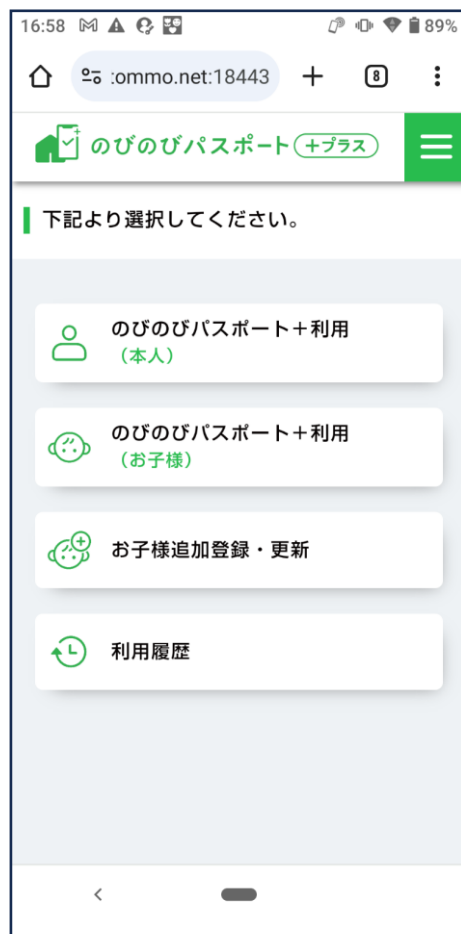 16:58 89%
:ommo.net:18443 8
のびのびパスポート +プラス
下記より選択してください。
のびのびパスポート+利用
(本人)
のびのびパスポート+利用
(お子様)
お子様追加登録・更新
利用履歴